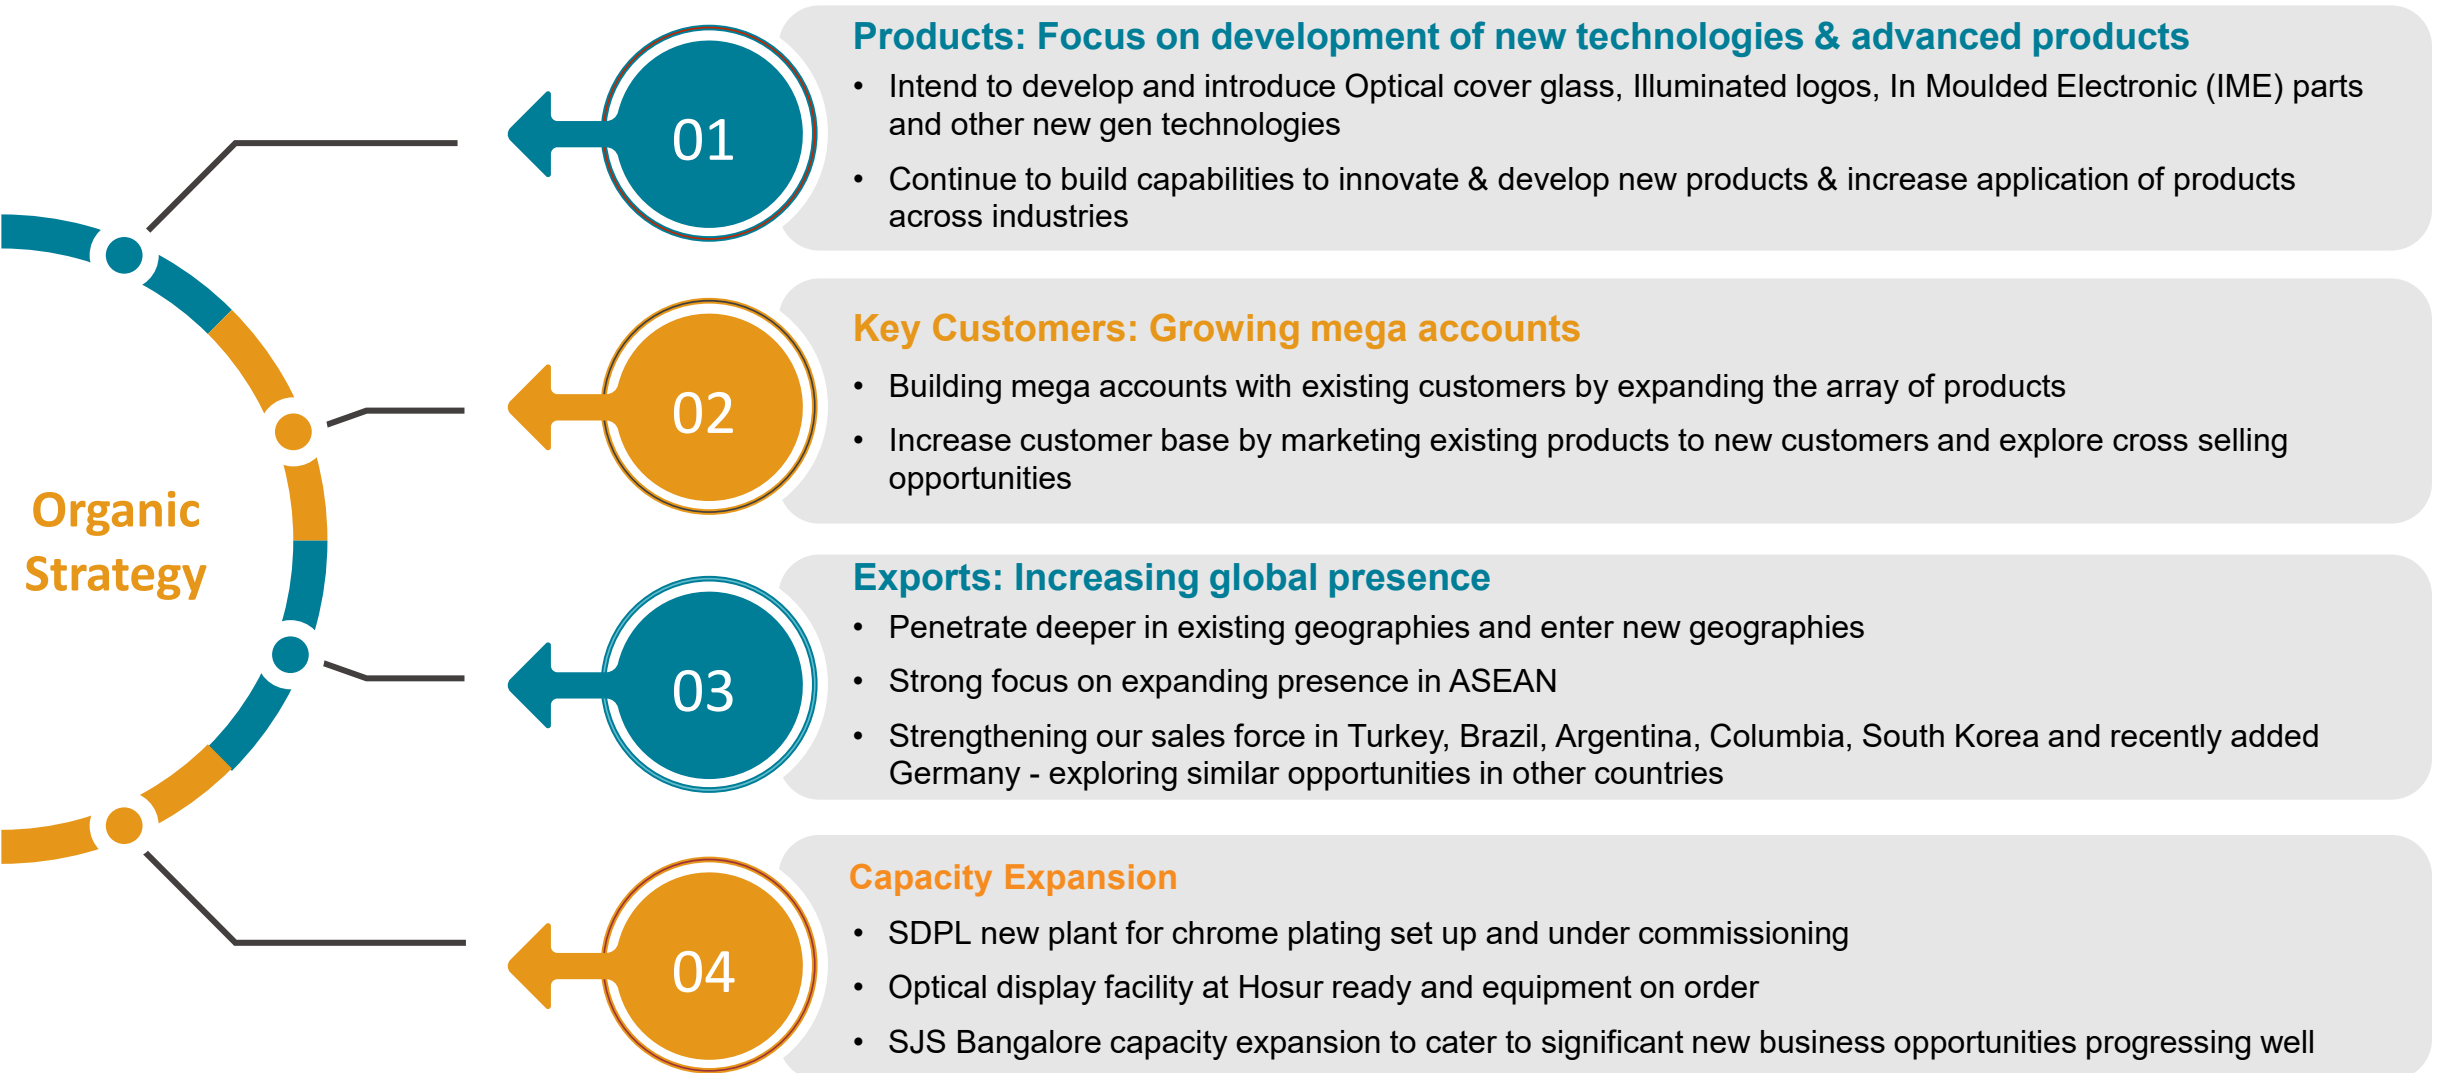 Organic
Strategy
01
Products: Focus on development of new technologies & advanced products
• Intend to develop and introduce Optical cover glass, Illuminated logos, In Moulded Electronic (IME) parts
and other new gen technologies
• Continue to build capabilities to innovate & develop new products & increase application of products
across industries
02
Key Customers: Growing mega accounts
• Building mega accounts with existing customers by expanding the array of products
• Increase customer base by marketing existing products to new customers and explore cross selling
opportunities
03
Exports: Increasing global presence
• Penetrate deeper in existing geographies and enter new geographies
• Strong focus on expanding presence in ASEAN
• Strengthening our sales force in Turkey, Brazil, Argentina, Columbia, South Korea and recently added
Germany - exploring similar opportunities in other countries
04
Capacity Expansion
• SDPL new plant for chrome plating set up and under commissioning
• Optical display facility at Hosur ready and equipment on order
• SJS Bangalore capacity expansion to cater to significant new business opportunities progressing well